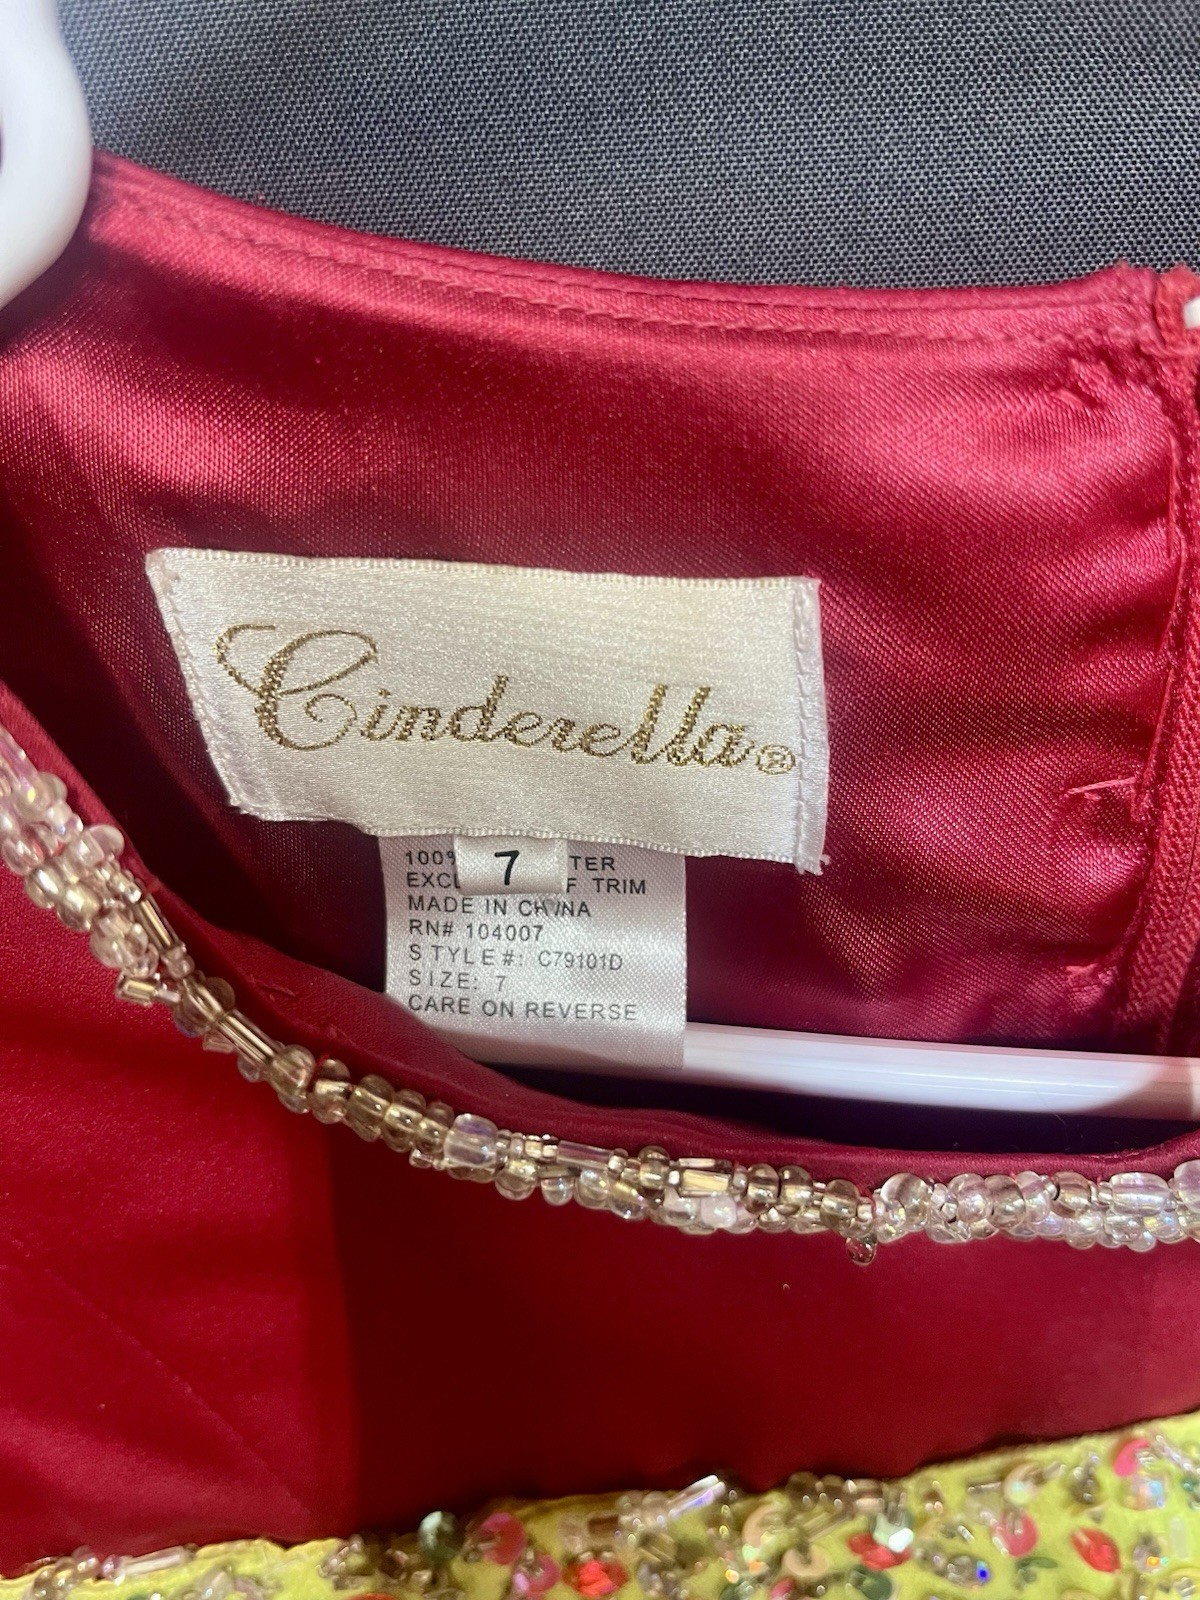 Cinderella®
7
100% TER
EXCL F TRIM
MADE IN CHINA
RN# 104007
STYLE#: C79101D
SIZE: 7
CARE ON REVERSE